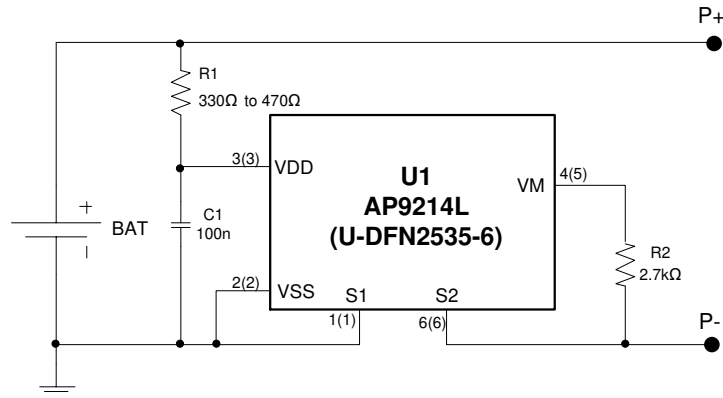 P+
R1
330Ω to 470Ω
3(3)
VDD
U1
AP9214L
(U-DFN2535-6)
VM
4(5)
+
BAT
–
C1
100n
R2
2.7kΩ
2(2)
VSS
S1
S2
1(1)
6(6)
P-